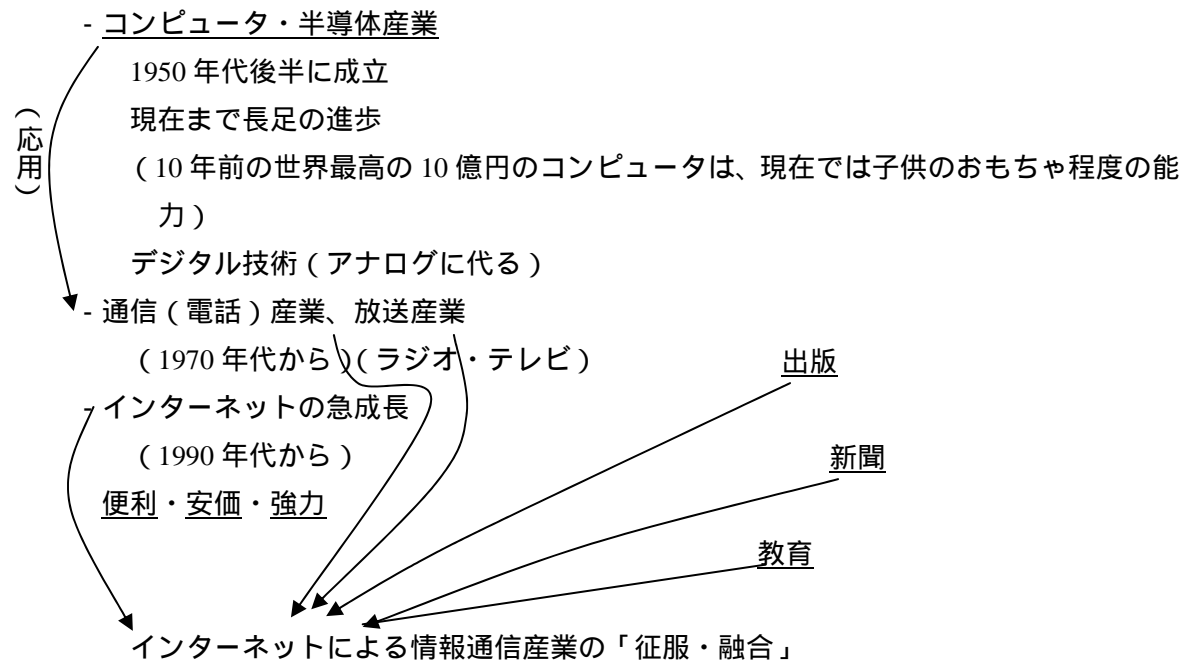 - コンピュータ・半導体産業
1950 年代後半に成立
現在まで長足の進歩
（10 年前の世界最高の 10 億円のコンピュータは、現在では子供のおもちゃ程度の能
力）
デジタル技術（アナログに代る）
（応用）
- 通信（電話）産業、放送産業
（1970 年代から）（ラジオ・テレビ）
出版
- インターネットの急成長
（1990 年代から）
新聞
便利・安価・強力
教育
インターネットによる情報通信産業の「征服・融合」